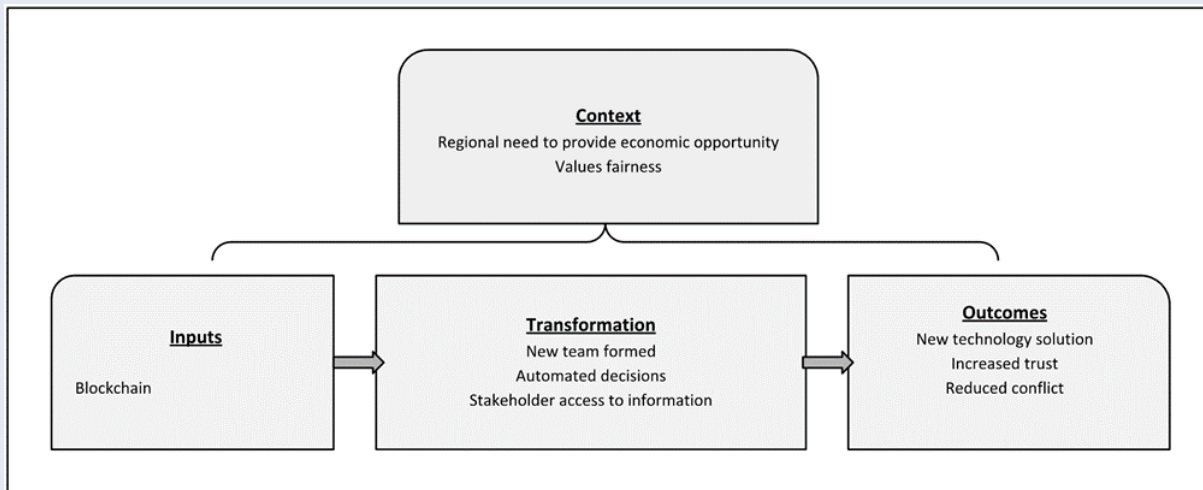 Context
Regional need to provide economic opportunity
Values fairness
Inputs
Blockchain
Transformation
New team formed
Automated decisions
Stakeholder access to information
Outcomes
New technology solution
Increased trust
Reduced conflict